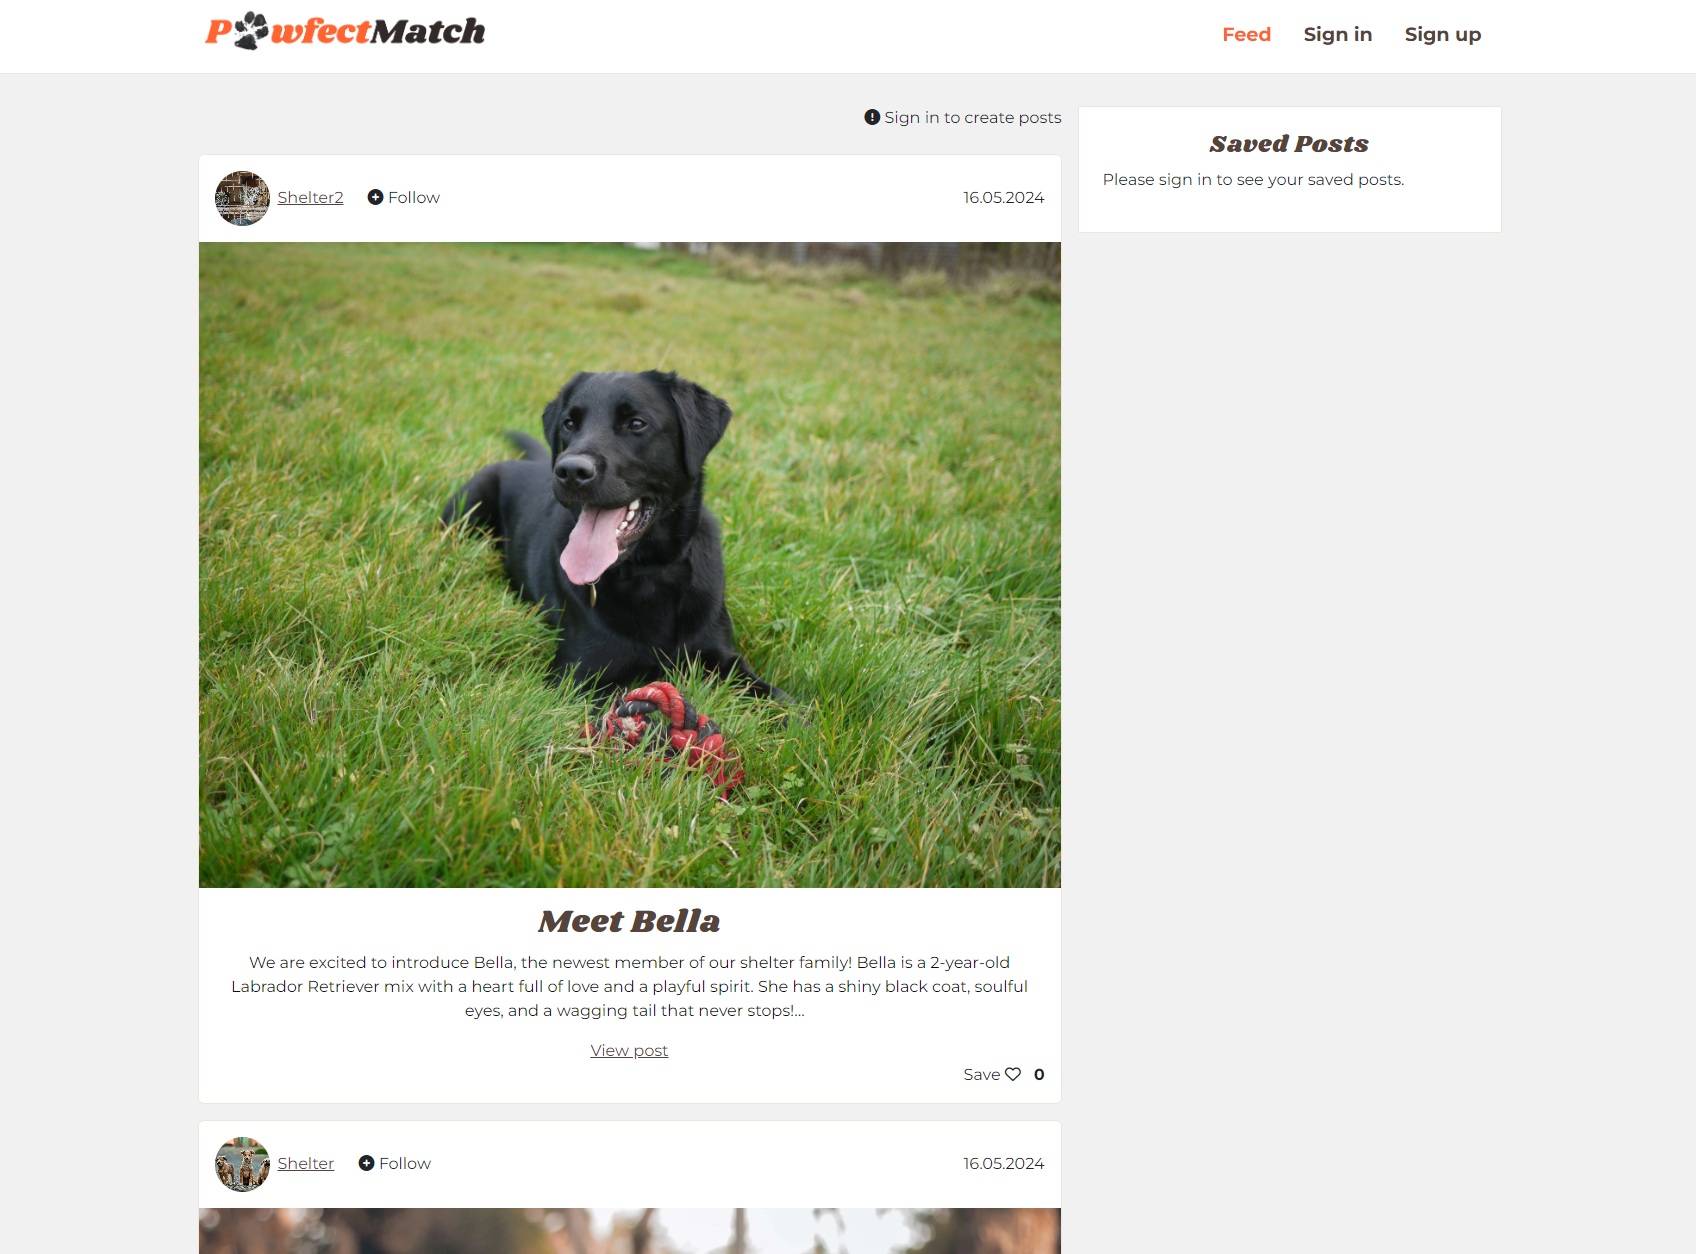 PawfectMatch
Feed
Sign in
Sign up
Sign in to create posts
Shelter2
Follow
16.05.2024
Meet Bella
We are excited to introduce Bella, the newest member of our shelter family! Bella is a 2-year-old
Labrador Retriever mix with a heart full of love and a playful spirit. She has a shiny black coat, soulful
eyes, and a wagging tail that never stops!...
View post
Save 0
Shelter
Follow
16.05.2024
Saved Posts
Please sign in to see your saved posts.